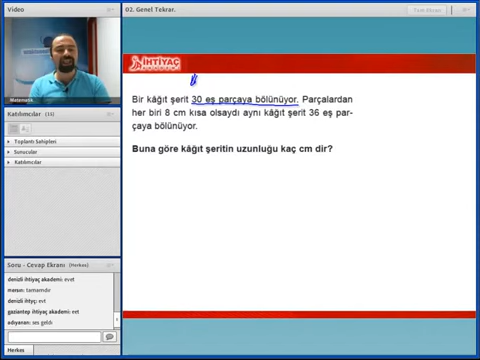 Video
02. Genel Tekrar.
Tam Ekran
İHTİYAÇ
Matematik
Bir kâğıt şerit 30 eş parçaya bölünüyor. Parçalardan
her biri 8 cm kısa olsaydı aynı kâğıt şerit 36 eş par-
çaya bölünüyor.
Buna göre kâğıt şeritin uzunluğu kaç cm dir?
Katılımcılar (11)
Toplantı Sahipleri
Sunucular
Katılımcılar
Soru - Cevap Ekranı (Herkes)
denizli ihtiyaç akademi: evet
mersın: tamamdır
denizli ihtyç: evt
gaziantep ihtiyaç akademi: eet
adıyaman: ses geldı
Herkes